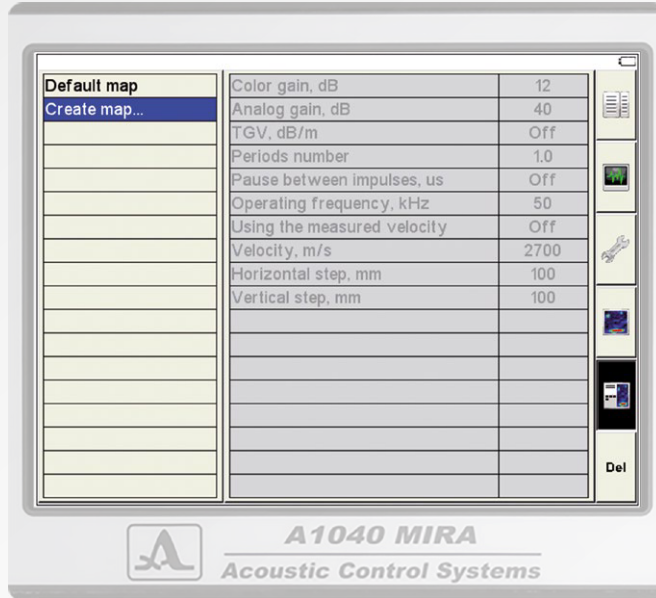 Default map
Create map...
Color gain, dB 12
Analog gain, dB 40
TGV, dB/m Off
Periods number 1.0
Pause between impulses, us Off
Operating frequency, kHz 50
Using the measured velocity Off
Velocity, m/s 2700
Horizontal step, mm 100
Vertical step, mm 100
Del
A1040 MIRA
Acoustic Control Systems